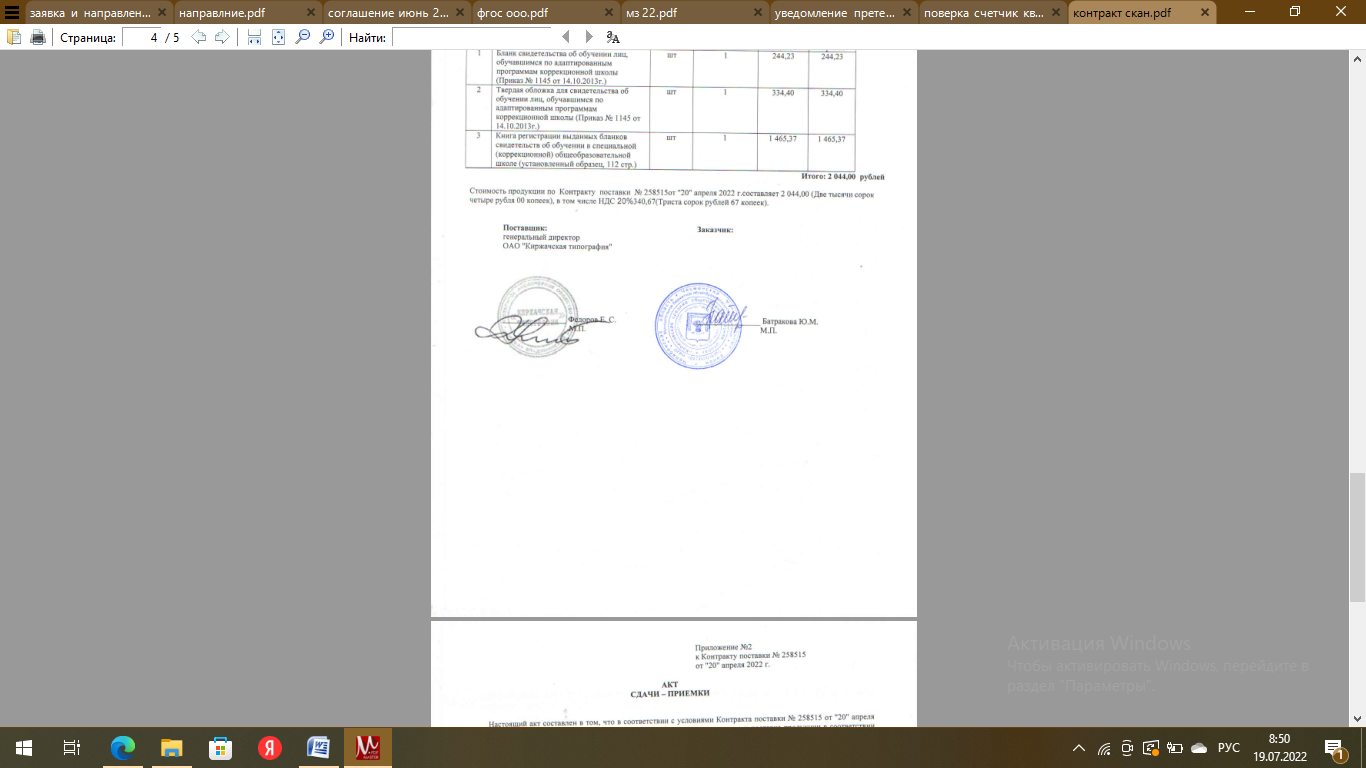 заявка и направлен...
направлние.pdf
соглашение июнь 2...
фгос ооо.pdf
мз 22.pdf
уведомление прете...
поверка счетчик кв...
контракт скан.pdf
Страница: 4 / 5
Найти:
1 Бланк свидетельства об обучении лиц, шт 1 244,23 244,23
обучавшимся по адаптированным
программам коррекционной школы
(Приказ № 1145 от 14.10.2013г.)
2 Твердая обложка для свидетельства об шт 1 334,40 334,40
обучении лиц, обучавшимся по
адаптированным программам
коррекционной школы (Приказ № 1145 от
14.10.2013г.)
3 Книга регистрации выданных бланков шт 1 1 465,37 1 465,37
свидетельств об обучении в специальной
(коррекционной) общеобразовательной
школе (установленный образец, 112 стр.)
Итого: 2 044,00 рублей
Стоимость продукции по Контракту поставки № 258515от "20" апреля 2022 г.составляет 2 044,00 (Две тысячи сорок
четыре рубля 00 копеек), в том числе НДС 20%340,67(Триста сорок рублей 67 копеек).
Поставщик:
генеральный директор
ОАО "Киржачская типография"
Заказчик:
КИРЖАЧСКАЯ
Федоров Е. С.
М.П.
Батракова Ю.М.
М.П.
Приложение №2
к Контракту поставки № 258515
от "20" апреля 2022 г.
АКТ
СДАЧИ – ПРИЕМКИ
Настоящий акт составлен в том, что в соответствии с условиями Контракта поставки № 258515 от "20" апреля
Активация Windows
Чтобы активировать Windows, перейдите в
раздел "Параметры".
РУС
8:50
19.07.2022
1